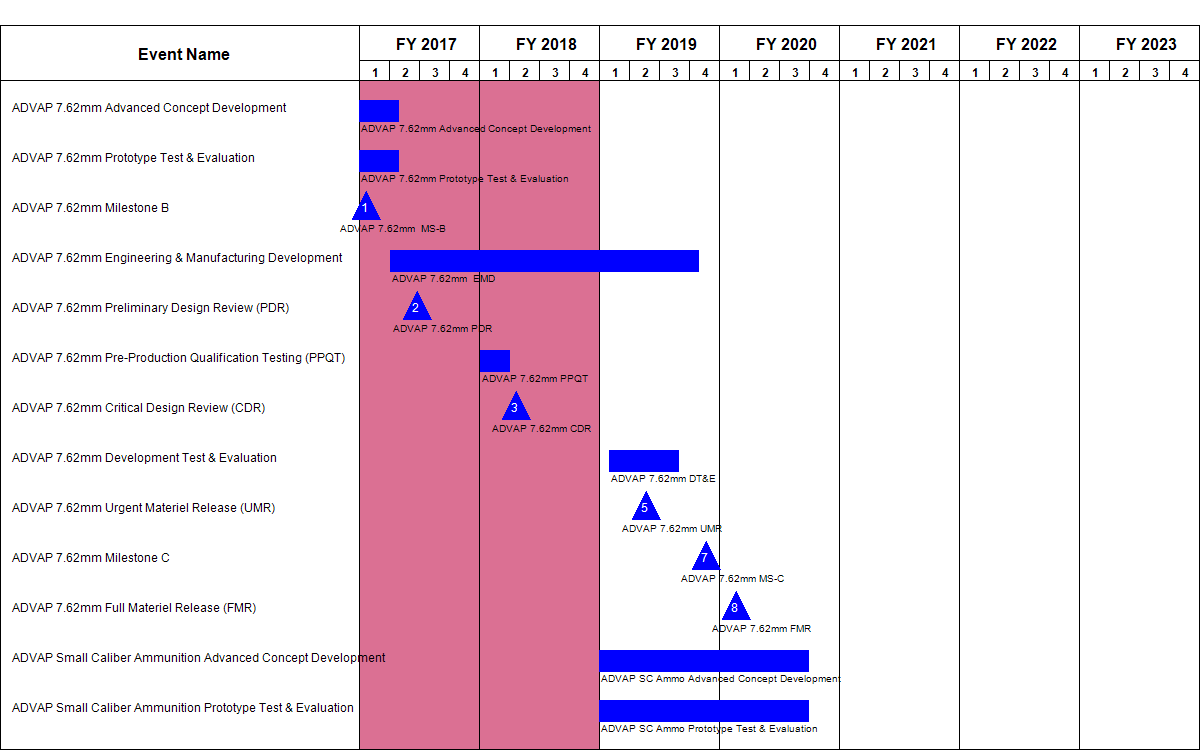 Event Name FY 2017 FY 2018 FY 2019 FY 2020 FY 2021 FY 2022 FY 2023
1 2 3 4 1 2 3 4 1 2 3 4 1 2 3 4 1 2 3 4 1 2 3 4 1 2 3 4
ADVAP 7.62mm Advanced Concept Development
ADVAP 7.62mm Advanced Concept Development
ADVAP 7.62mm Prototype Test & Evaluation
ADVAP 7.62mm Prototype Test & Evaluation
ADVAP 7.62mm Milestone B 1
ADVAP 7.62mm MS-B
ADVAP 7.62mm Engineering & Manufacturing Development
ADVAP 7.62mm EMD
ADVAP 7.62mm Preliminary Design Review (PDR) 2
ADVAP 7.62mm PDR
ADVAP 7.62mm Pre-Production Qualification Testing (PPQT)
ADVAP 7.62mm PPQT
ADVAP 7.62mm Critical Design Review (CDR) 3
ADVAP 7.62mm CDR
ADVAP 7.62mm Development Test & Evaluation
ADVAP 7.62mm DT&E
ADVAP 7.62mm Urgent Materiel Release (UMR) 5
ADVAP 7.62mm UMR
ADVAP 7.62mm Milestone C 7
ADVAP 7.62mm MS-C
ADVAP 7.62mm Full Materiel Release (FMR) 8
ADVAP 7.62mm FMR
ADVAP Small Caliber Ammunition Advanced Concept Development
ADVAP SC Ammo Advanced Concept Development
ADVAP Small Caliber Ammunition Prototype Test & Evaluation
ADVAP SC Ammo Prototype Test & Evaluation